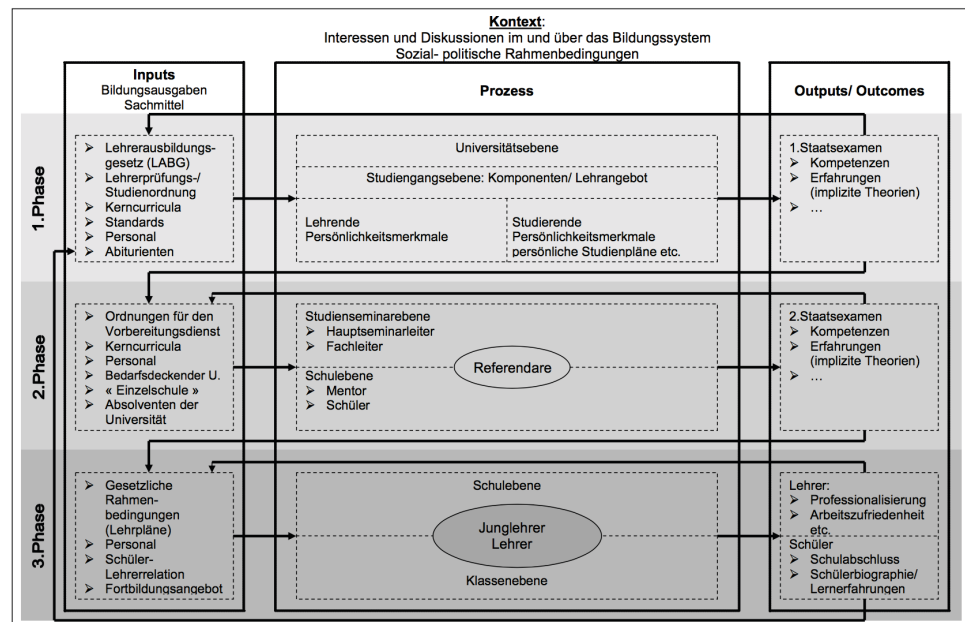 Kontext:
Interessen und Diskussionen im und über das Bildungssystem
Sozial- politische Rahmenbedingungen
Inputs
Bildungsausgaben
Sachmittel
Prozess
Outputs/ Outcomes
1.Phase
➢ Lehrerausbildungs-
gesetz (LABG)
➢ Lehrerprüfungs-/
Studienordnung
➢ Kerncurricula
➢ Standards
➢ Personal
➢ Abiturienten
Universitätsebene
Studiengangsebene: Komponenten/ Lehrangebot
Lehrende
Persönlichkeitsmerkmale
Studierende
Persönlichkeitsmerkmale
persönliche Studienpläne etc.
1.Staatsexamen
➢ Kompetenzen
➢ Erfahrungen
(implizite Theorien)
➢ …
2.Phase
➢ Ordnungen für den
Vorbereitungsdienst
➢ Kerncurricula
➢ Personal
➢ Bedarfsdeckender U.
➢ « Einzelschule »
➢ Absolventen der
Universität
Studienseminarebene
➢ Hauptseminarleiter
➢ Fachleiter
Referendare
Schulebene
➢ Mentor
➢ Schüler
2.Staatsexamen
➢ Kompetenzen
➢ Erfahrungen
(implizite Theorien)
➢ …
3.Phase
➢ Gesetzliche
Rahmen-
bedingungen
(Lehrpläne)
➢ Personal
➢ Schüler-
Lehrerrelation
➢ Fortbildungsangebot
Schulebene
Junglehrer
Lehrer
Klassenebene
Lehrer:
➢ Professionalisierung
➢ Arbeitszufriedenheit
etc.
Schüler
➢ Schulabschluss
➢ Schülerbiographie/
Lernerfahrungen